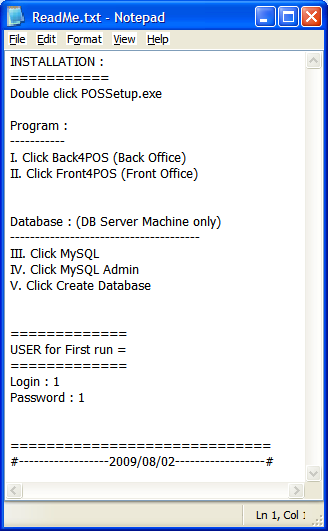 ReadMe.txt - Notepad
File Edit Format View Help
INSTALLATION :
============
Double click POSSetup.exe
Program :
-----------
I. Click Back4POS (Back Office)
II. Click Front4POS (Front Office)
Database : (DB Server Machine only)
--------------------------------------
III. Click MySQL
IV. Click MySQL Admin
V. Click Create Database
=============
USER for First run =
=============
Login : 1
Password : 1
=============================
#------------------2009/08/02------------------#
Ln 1, Col :